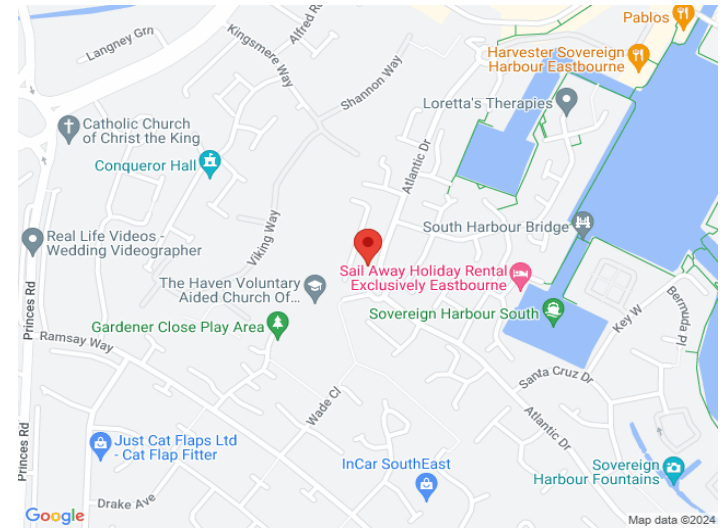 Pablos
Langney Grn
Kingsmere Way
Alfred Ro
Harvester Sovereign
Harbour Eastbourne
Shannon Way
Loretta's Therapies
Catholic Church
of Christ the King
Conqueror Hall
Atlantic Dr
South Harbour Bridge
Real Life Videos -
Wedding Videographer
Viking Way
Princes Rd
Sail Away Holiday Rental
Exclusively Eastbourne
The Haven Voluntary
Aided Church Of...
Sovereign Harbour South
Key W
Bermuda Pl
Gardener Close Play Area
Ramsay Way
Santa Cruz Dr
Wade Cl
Atlantic Dr
Princes Rd
Just Cat Flaps Ltd
- Cat Flap Fitter
InCar SouthEast
Sovereign
Harbour Fountains
Drake Ave
Google
Map data ©2024